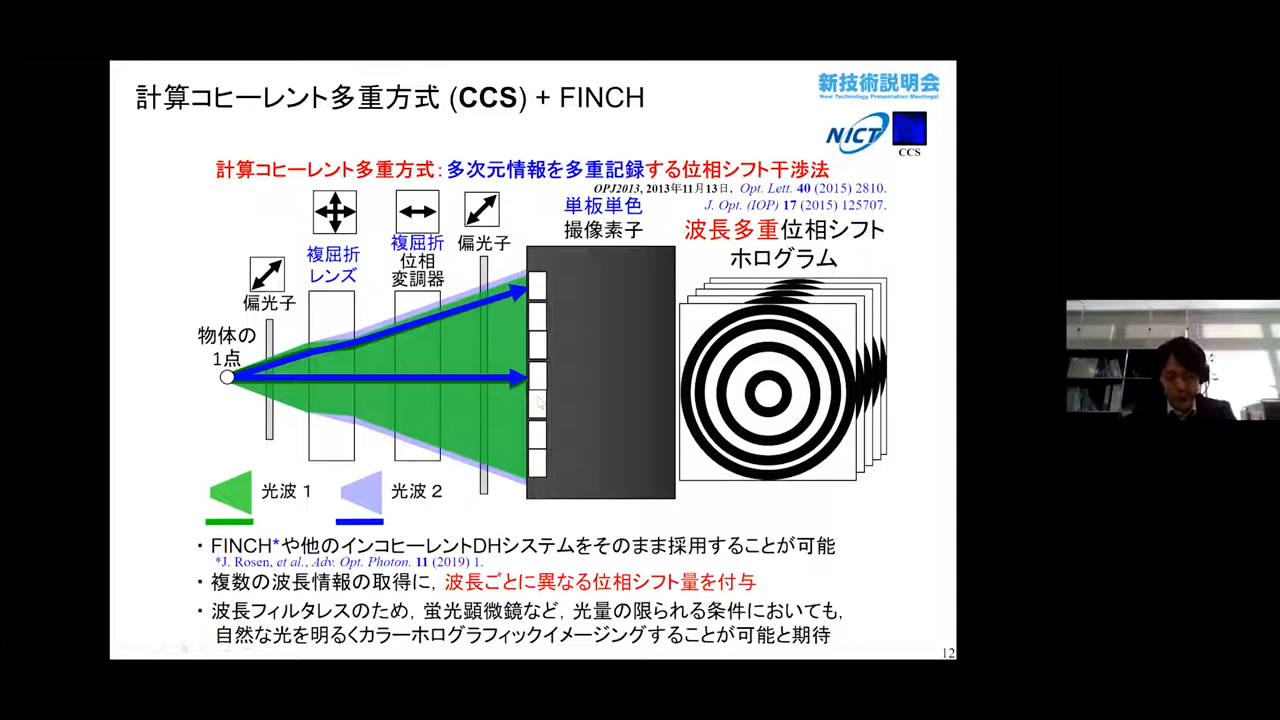 計算コヒーレント多重方式 (CCS) + FINCH
新技術説明会
New Technology Presentation Meetings!
NICT
CCS
計算コヒーレント多重方式：多次元情報を多重記録する位相シフト干渉法
OPJ2013, 2013年11月13日. Opt. Lett. 40 (2015) 2810.
J. Opt. (IOP) 17 (2015) 125707.
偏光子
複屈折
レンズ
複屈折
位相
変調器
偏光子
単板単色
撮像素子
波長多重位相シフト
ホログラム
物体の
1点
光波１
光波２
・FINCH*や他のインコヒーレントDHシステムをそのまま採用することが可能
*J. Rosen, et al., Adv. Opt. Photon. 11 (2019) 1.
・複数の波長情報の取得に，波長ごとに異なる位相シフト量を付与
・波長フィルタレスのため，蛍光顕微鏡など，光量の限られる条件においても，
自然な光を明るくカラーホログラフィックイメージングすることが可能と期待
12